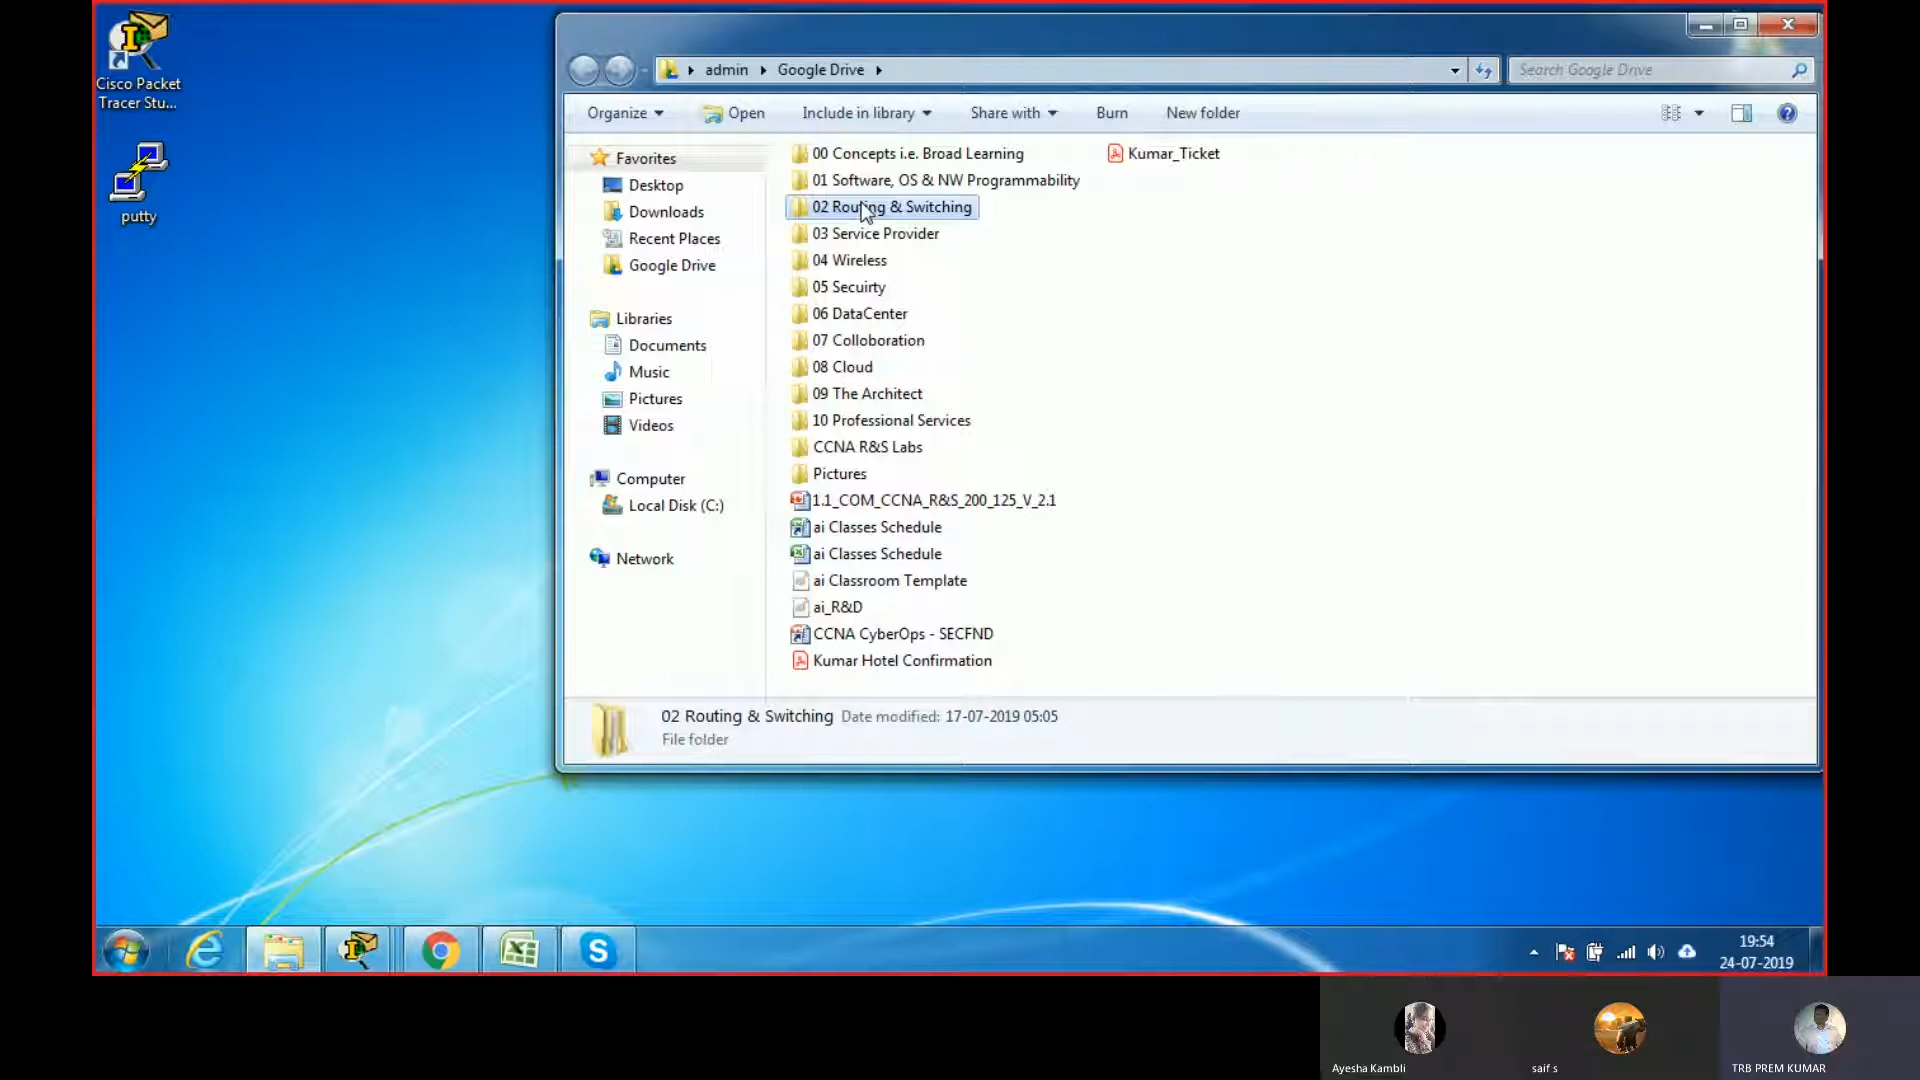 Cisco Packet
Tracer Stu...
putty
admin
Google Drive
Search Google Drive
Organize
Open
Include in library
Share with
Burn
New folder
Favorites
Desktop
Downloads
Recent Places
Google Drive
Libraries
Documents
Music
Pictures
Videos
Computer
Local Disk (C:)
Network
00 Concepts i.e. Broad Learning
01 Software, OS & NW Programmability
02 Routing & Switching
03 Service Provider
04 Wireless
05 Secuirty
06 DataCenter
07 Colloboration
08 Cloud
09 The Architect
10 Professional Services
CCNA R&S Labs
Pictures
1.1_COM_CCNA_R&S_200_125_V_2.1
ai Classes Schedule
ai Classes Schedule
ai Classroom Template
ai_R&D
CCNA CyberOps - SECFND
Kumar Hotel Confirmation
Kumar_Ticket
02 Routing & Switching Date modified: 17-07-2019 05:05
File folder
19:54
24-07-2019
Ayesha Kambli
saif s
TRB PREM KUMAR